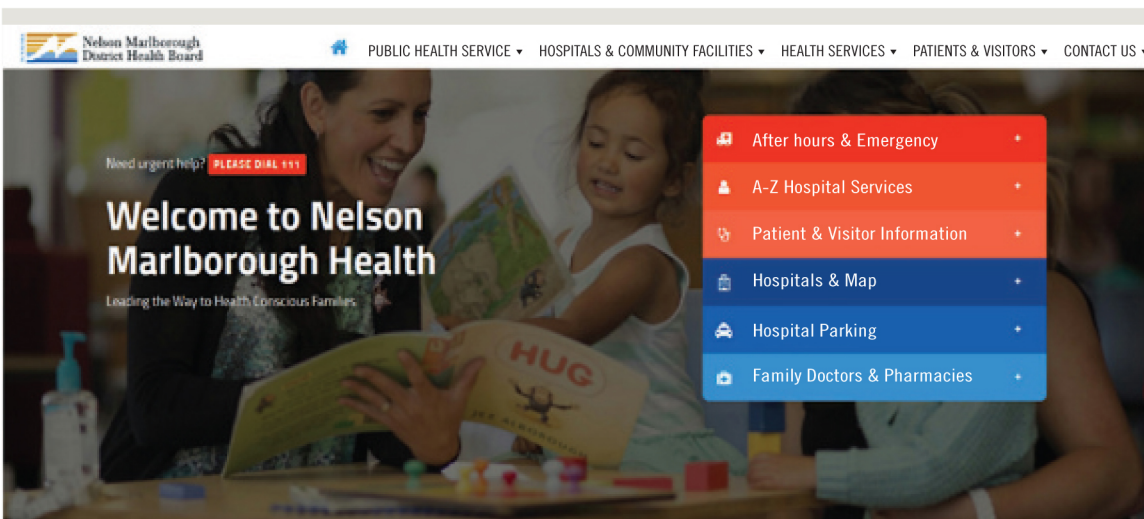 Nelson Marlborough
District Health Board
PUBLIC HEALTH SERVICE
HOSPITALS & COMMUNITY FACILITIES
HEALTH SERVICES
PATIENTS & VISITORS
CONTACT US
Need urgent help? PLEASE DIAL 111
Welcome to Nelson
Marlborough Health
Leading the Way to Health Conscious Families
After hours & Emergency +
A-Z Hospital Services +
Patient & Visitor Information +
Hospitals & Map +
Hospital Parking +
Family Doctors & Pharmacies +
HUG
JEZ ALBOROUGH